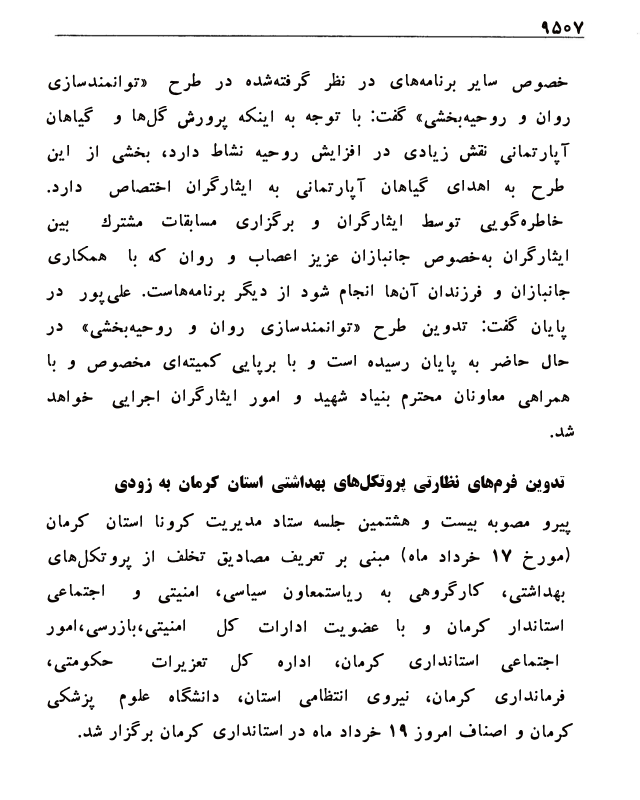 ۹۵۰۷
خصوص سایر برنامه‌های در نظر گرفته‌شده در طرح «توانمندسازی
روان و روحیه‌بخشی» گفت: با توجه به اینکه پرورش گل‌ها و گیاهان
آپارتمانی نقش زیادی در افزایش روحیه نشاط دارد، بخشی از این
طرح به اهدای گیاهان آپارتمانی به ایثارگران اختصاص دارد.
خاطره‌گویی توسط ایثارگران و برگزاری مسابقات مشترك بین
ایثارگران به‌خصوص جانبازان عزیز اعصاب و روان که با همکاری
جانبازان و فرزندان آن‌ها انجام شود از دیگر برنامه‌هاست. علی‌پور در
پایان گفت: تدوین طرح «توانمندسازی روان و روحیه‌بخشی» در
حال حاضر به پایان رسیده است و با برپایی کمیته‌ای مخصوص و با
همراهی معاونان محترم بنیاد شهید و امور ایثارگران اجرایی خواهد
شد.
تدوین فرم‌های نظارتی پروتکل‌های بهداشتی استان کرمان به زودی
پیرو مصوبه بیست و هشتمین جلسه ستاد مدیریت کرونا استان کرمان
(مورخ ۱۷ خرداد ماه) مبنی بر تعریف مصادیق تخلف از پروتکل‌های
بهداشتی، کارگروهی به ریاستمعاون سیاسی، امنیتی و اجتماعی
استاندار کرمان و با عضویت ادارات کل امنیتی،بازرسی،امور
اجتماعی استانداری کرمان، اداره کل تعزیرات حکومتی،
فرمانداری کرمان، نیروی انتظامی استان، دانشگاه علوم پزشکی
کرمان و اصناف امروز ۱۹ خرداد ماه در استانداری کرمان برگزار شد.